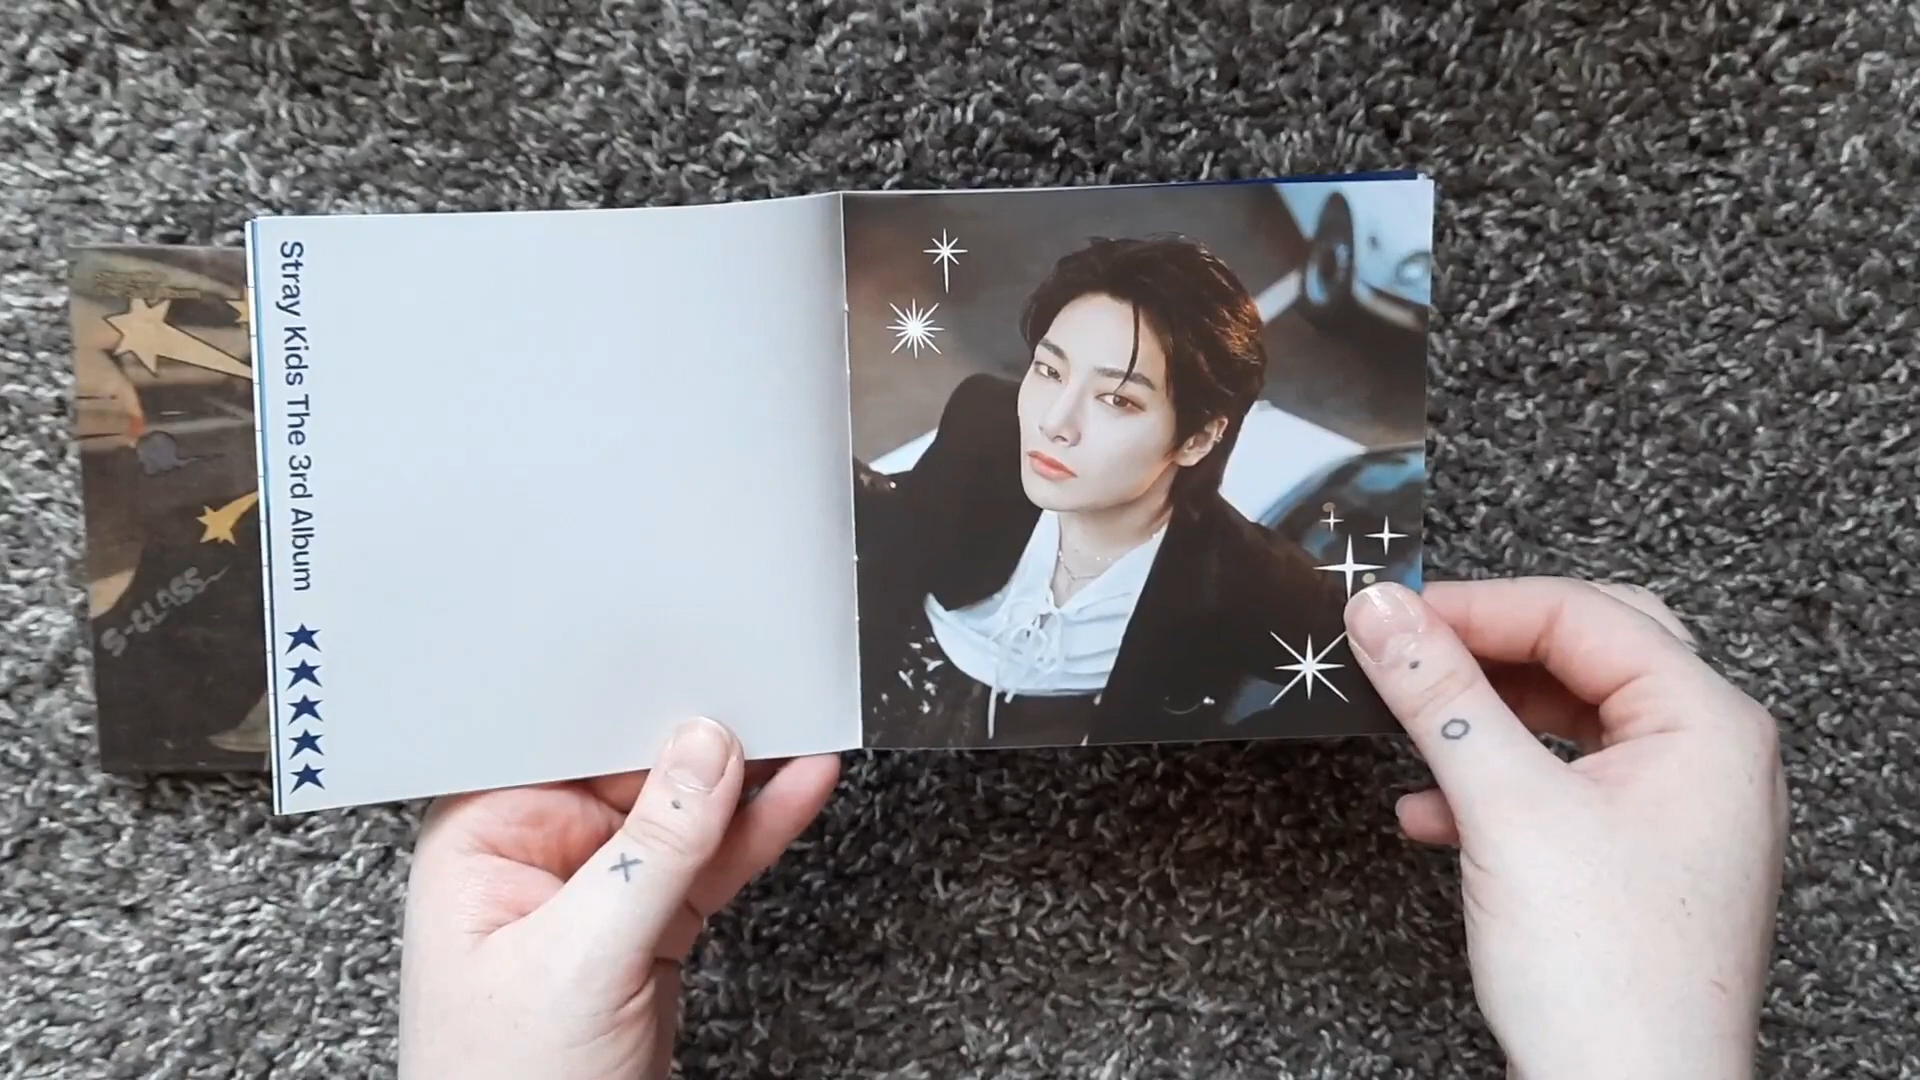 Stray Kids The 3rd Album ★★★★★
S-CLASS